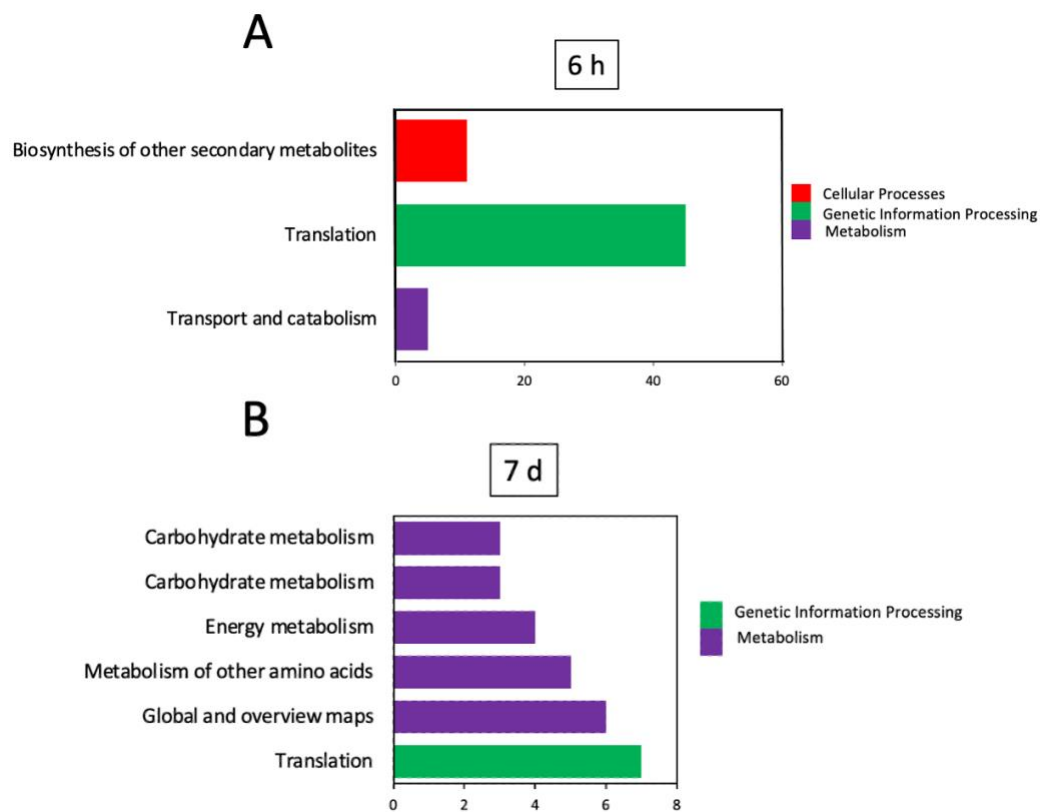 A
6 h
Biosynthesis of other secondary metabolites
Translation
Transport and catabolism
0 20 40 60
Cellular Processes
Genetic Information Processing
Metabolism
B
7 d
Carbohydrate metabolism
Carbohydrate metabolism
Energy metabolism
Metabolism of other amino acids
Global and overview maps
Translation
0 2 4 6 8
Genetic Information Processing
Metabolism